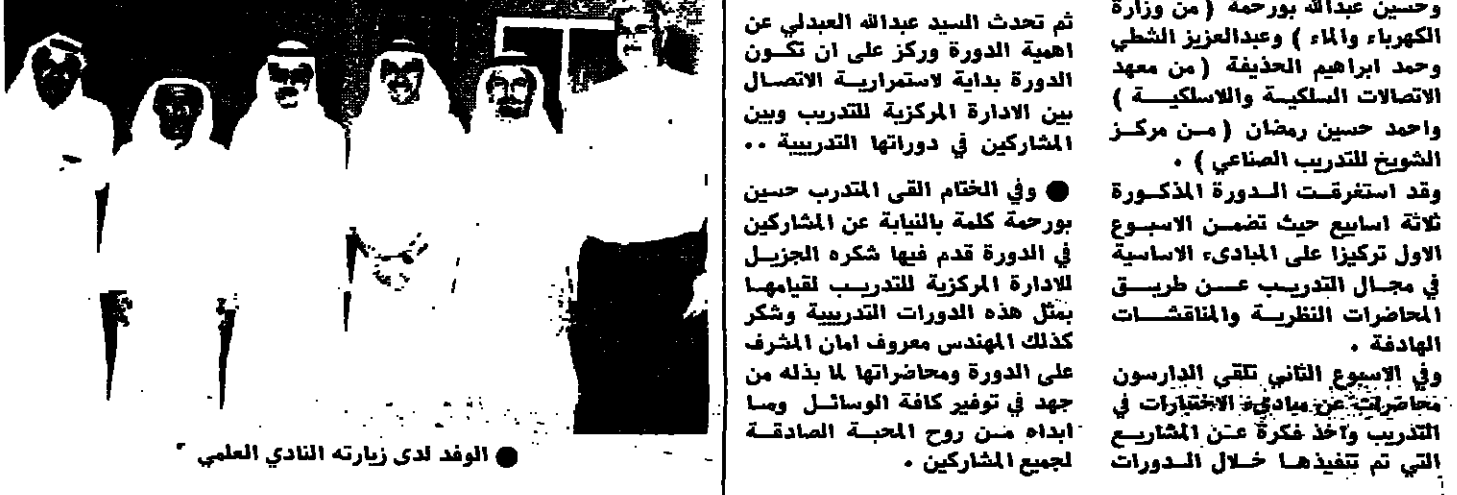 وحسين عبدالله بورحمة ( من وزارة
الكهرباء والماء ) وعبدالعزيز الشطي
وحمد ابراهيم الحذيفة ( من معهد
الاتصالات السلكية واللاسلكية )
واحمد حسين رمضان ( من مركز
الشويخ للتدريب الصناعي ) .
وقد استغرقت الدورة المذكورة
ثلاثة اسابيع حيث تضمن الاسبوع
الاول تركيزا على المبادىء الاساسية
في مجال التدريب عن طريق
المحاضرات النظرية والمناقشات
الهادفة .
وفي الاسبوع الثاني تلقى الدارسون
محاضرات عن مبادىء الاختبارات في
التدريب واخذ فكرة عن المشاريع
التي تم تنفيذها خلال الدورات
ثم تحدث السيد عبدالله العبدلي عن
اهمية الدورة وركز على ان تكون
الدورة بداية لاستمرارية الاتصال
بين الادارة المركزية للتدريب وبين
المشاركين في دوراتها التدريبية ..
● وفي الختام القى المتدرب حسين
بورحمة كلمة بالنيابة عن المشاركين
في الدورة قدم فيها شكره الجزيل
للادارة المركزية للتدريب لقيامها
بمثل هذه الدورات التدريبية وشكر
كذلك المهندس معروف امان المشرف
على الدورة ومحاضراتها لما بذله من
جهد في توفير كافة الوسائل وما
ابداه من روح المحبة الصادقة
لجميع المشاركين .
● الوفد لدى زيارته النادي العلمي